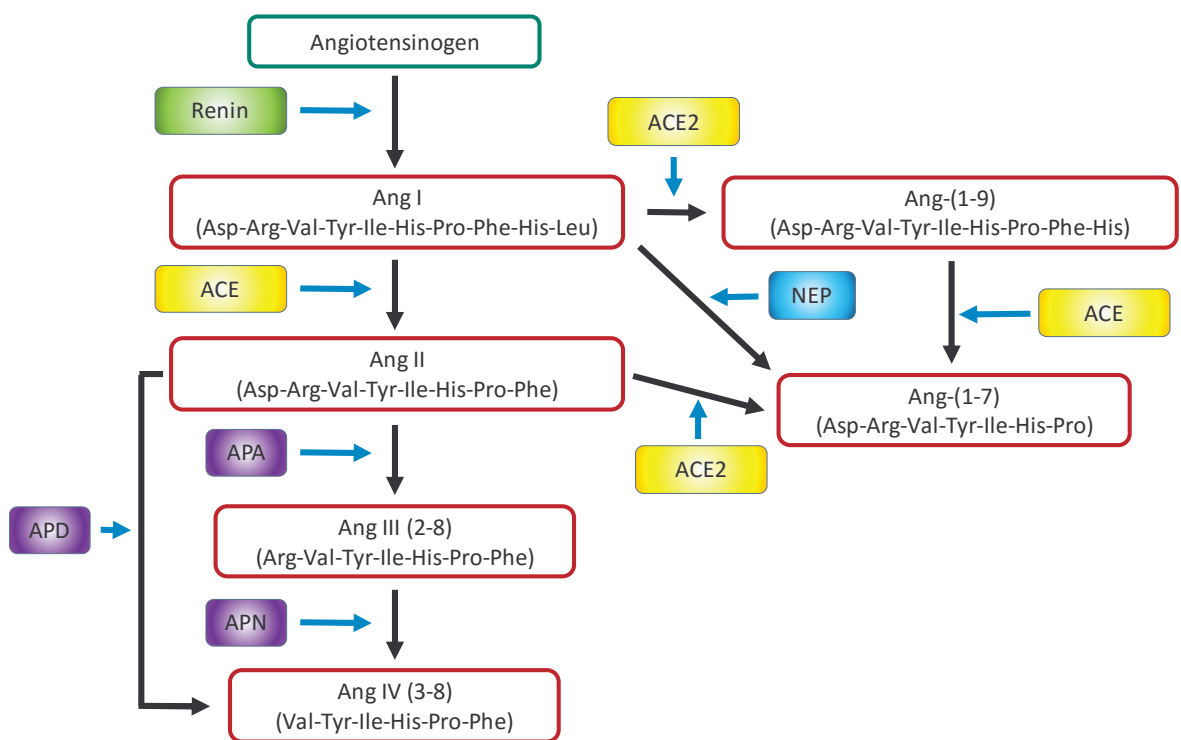 Angiotensinogen
Renin
ACE2
Ang I
(Asp-Arg-Val-Tyr-Ile-His-Pro-Phe-His-Leu)
Ang-(1-9)
(Asp-Arg-Val-Tyr-Ile-His-Pro-Phe-His)
ACE
NEP
ACE
Ang II
(Asp-Arg-Val-Tyr-Ile-His-Pro-Phe)
Ang-(1-7)
(Asp-Arg-Val-Tyr-Ile-His-Pro)
APA
ACE2
APD
Ang III (2-8)
(Arg-Val-Tyr-Ile-His-Pro-Phe)
APN
Ang IV (3-8)
(Val-Tyr-Ile-His-Pro-Phe)